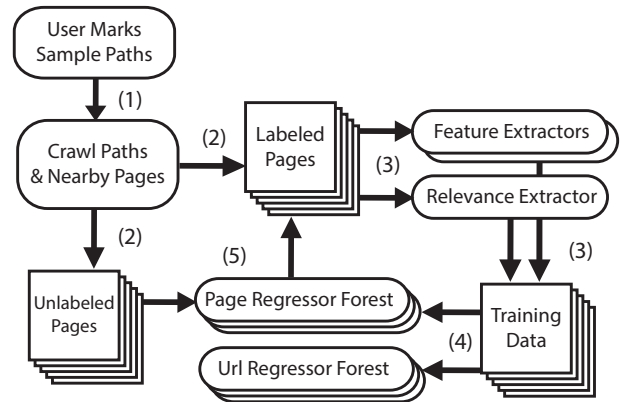 User Marks
Sample Paths
(1)
Crawl Paths
& Nearby Pages
(2)
Labeled
Pages
(3)
Feature Extractors
Relevance Extractor
(2)
(3)
(5)
Unlabeled
Pages
Page Regressor Forest
Training
Data
(4)
Url Regressor Forest